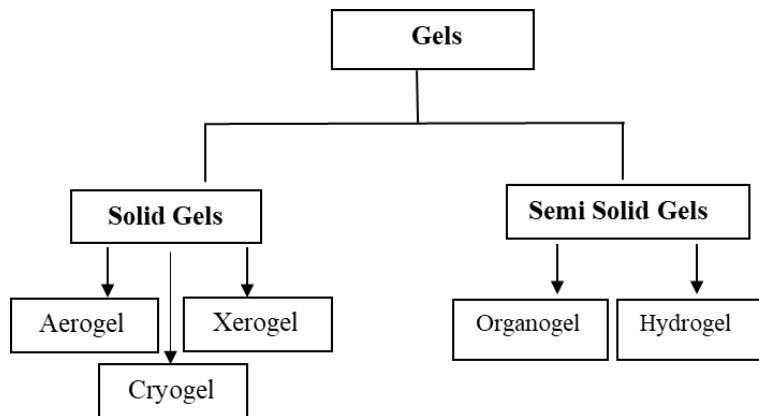 Gels
Solid Gels
Semi Solid Gels
Aerogel
Xerogel
Organogel
Hydrogel
Cryogel